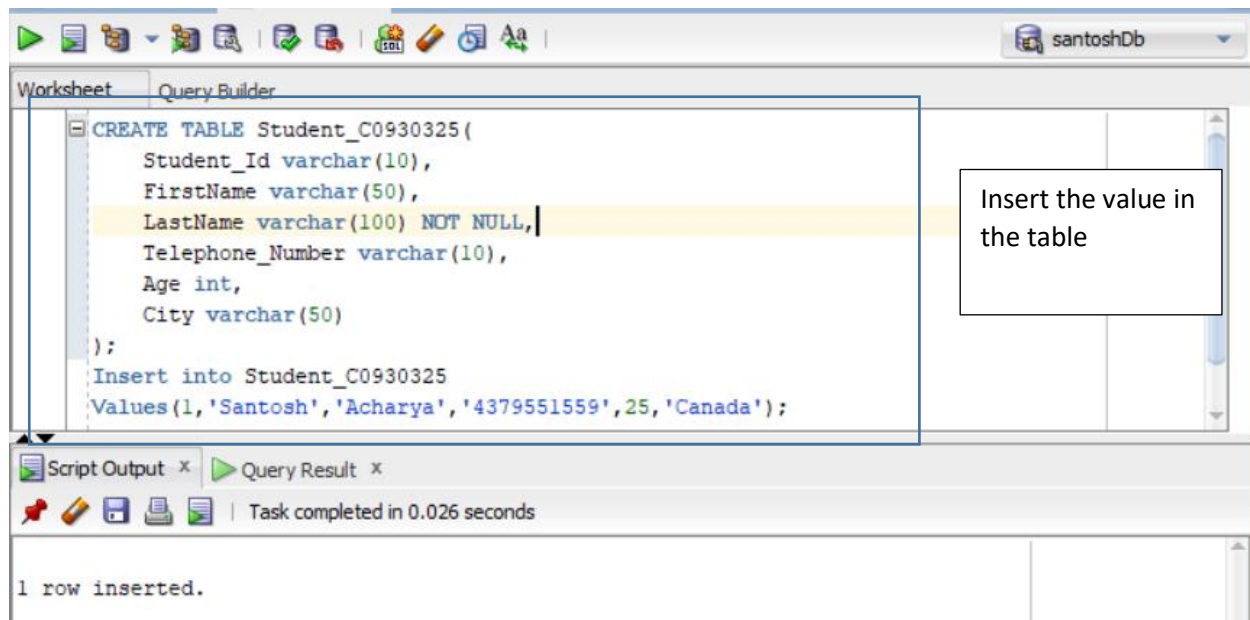 santoshDb
Worksheet Query Builder
CREATE TABLE Student_C0930325(
Student_Id varchar(10),
FirstName varchar(50),
LastName varchar(100) NOT NULL,
Telephone_Number varchar(10),
Age int,
City varchar(50)
);
Insert into Student_C0930325
Values(1,'Santosh','Acharya','4379551559',25,'Canada');
Insert the value in
the table
Script Output x Query Result x
Task completed in 0.026 seconds
1 row inserted.